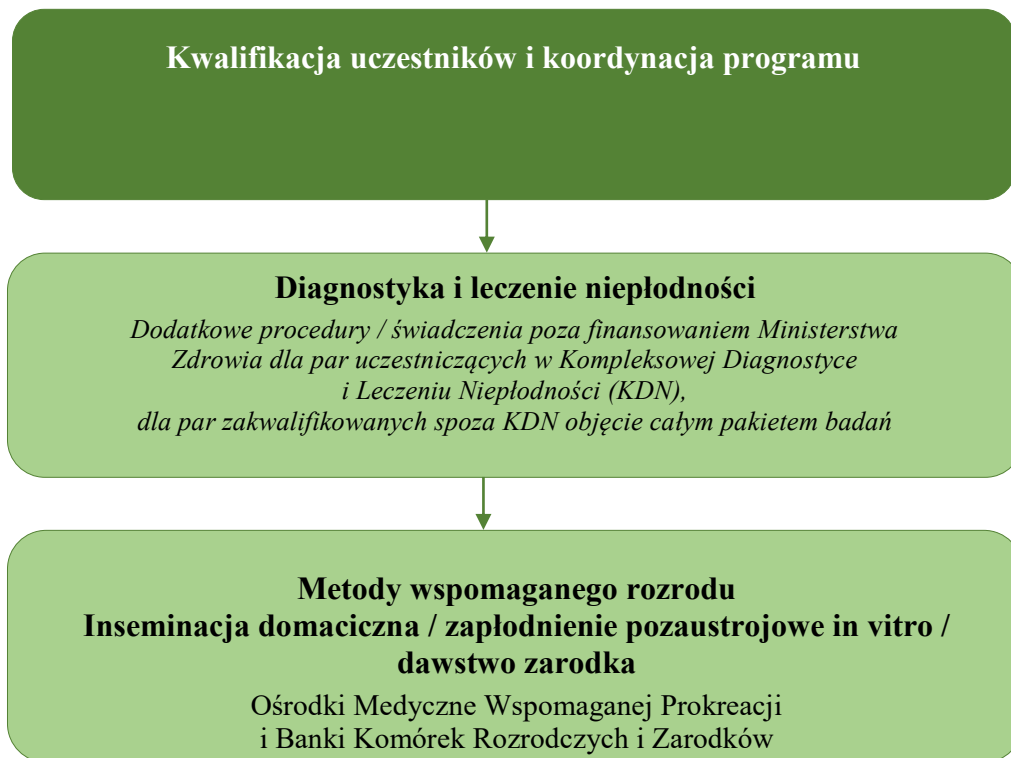 Kwalifikacja uczestników i koordynacja programu
Diagnostyka i leczenie niepłodności
Dodatkowe procedury / świadczenia poza finansowaniem Ministerstwa
Zdrowia dla par uczestniczących w Kompleksowej Diagnostyce
i Leczeniu Niepłodności (KDN),
dla par zakwalifikowanych spoza KDN objęcie całym pakietem badań
Metody wspomaganego rozrodu
Inseminacja domaciczna / zapłodnienie pozaustrojowe in vitro /
dawstwo zarodka
Ośrodki Medyczne Wspomaganej Prokreacji
i Banki Komórek Rozrodczych i Zarodków